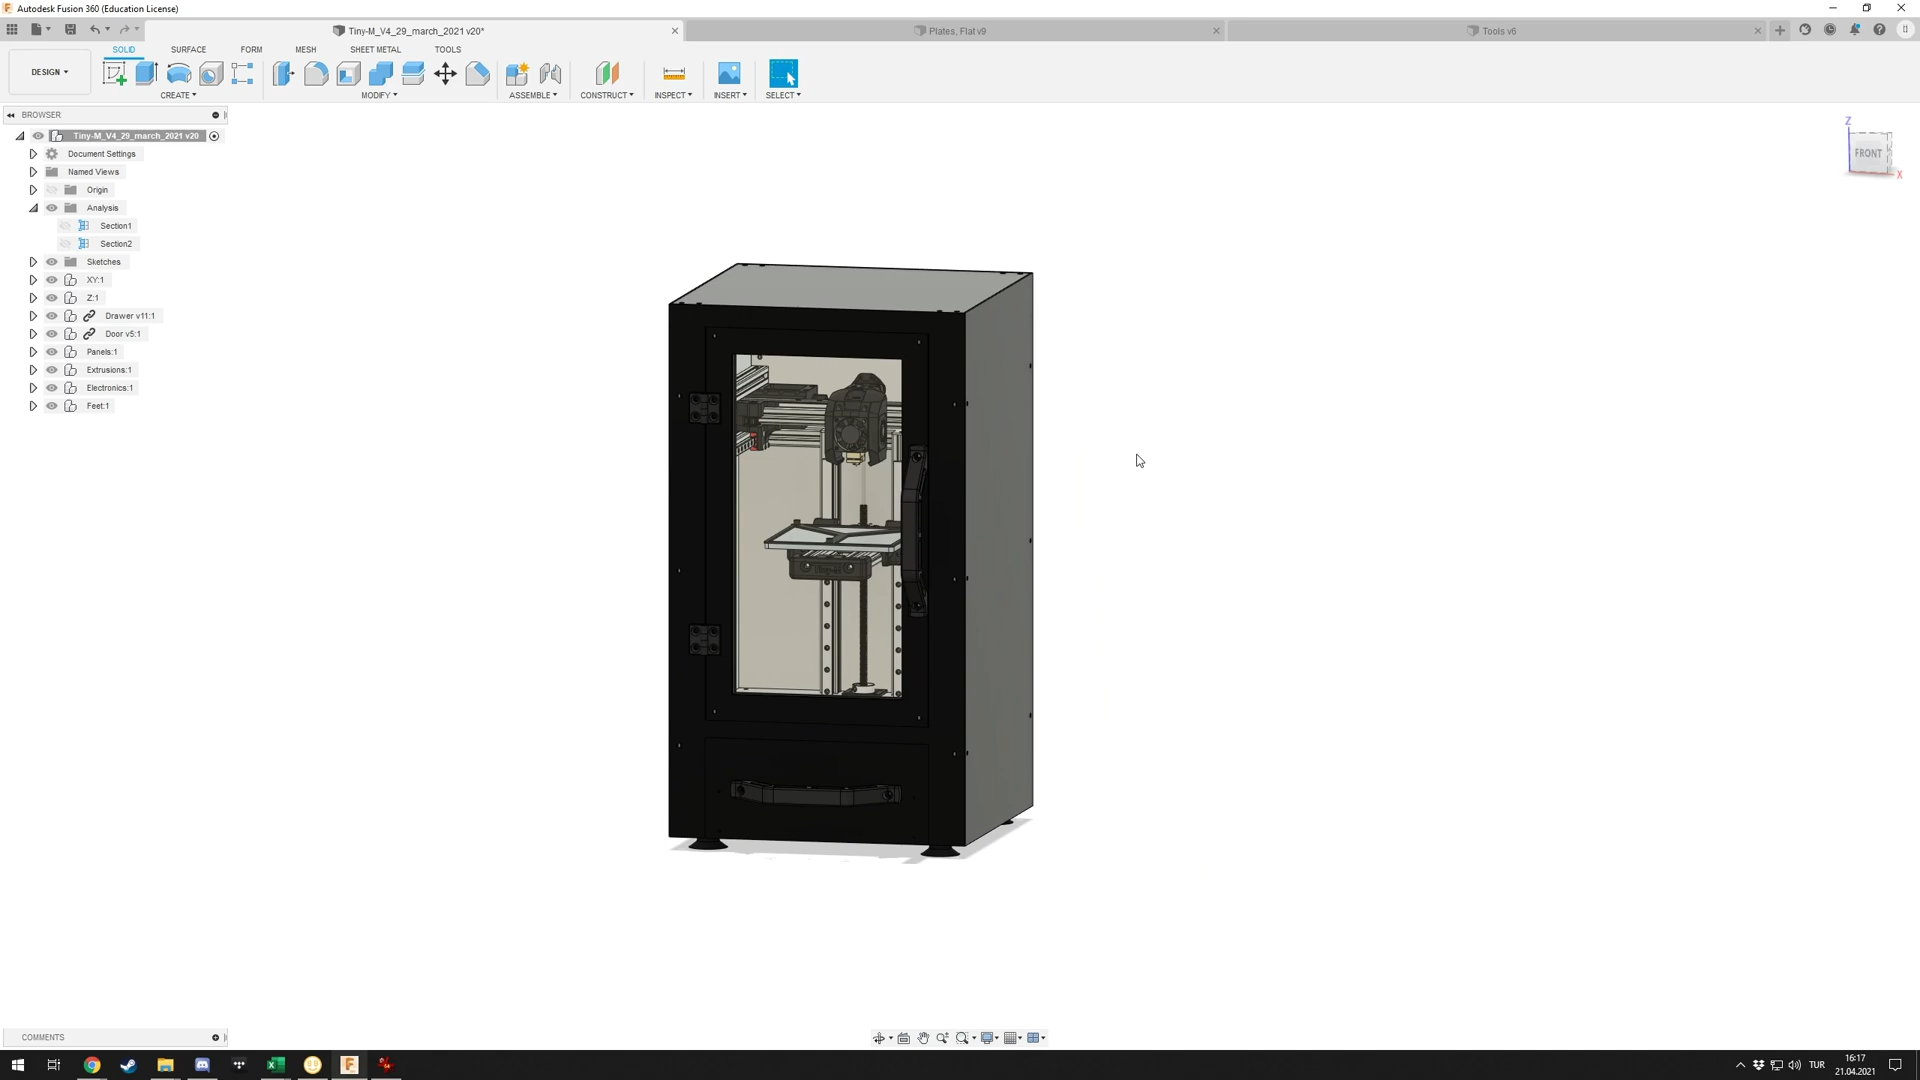 Autodesk Fusion 360 (Education License)
Tiny-M_V4_29_march_2021 v20*
Plates, Flat v9
Tools v6
DESIGN
SOLID
SURFACE
FORM
MESH
SHEET METAL
TOOLS
CREATE
MODIFY
ASSEMBLE
CONSTRUCT
INSPECT
INSERT
SELECT
BROWSER
Tiny-M_V4_29_march_2021 v20
Document Settings
Named Views
Origin
Analysis
Section1
Section2
Sketches
XY:1
Z:1
Drawer v11:1
Door v5:1
Panels:1
Extrusions:1
Electronics:1
Feet:1
Z
FRONT
X
COMMENTS
TUR
16:17
21.04.2021